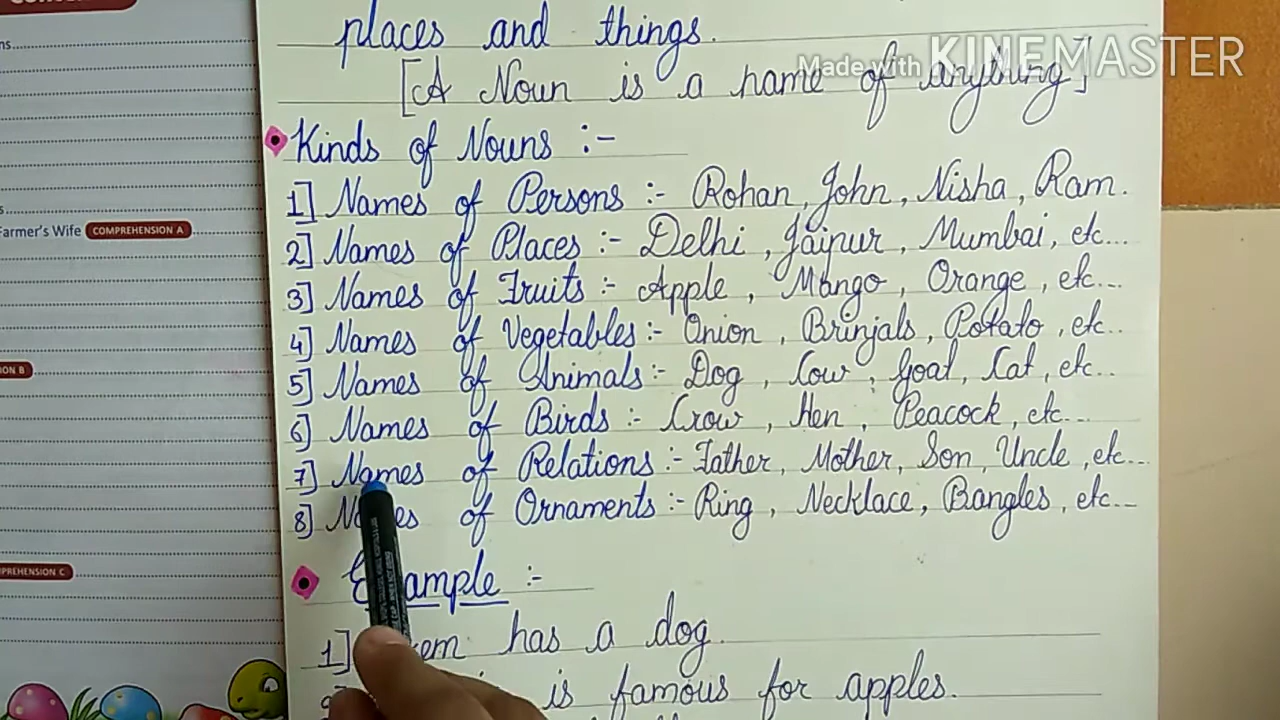 places and things.
Made with KINEMASTER
[A Noun is a name of anything]
Kinds of Nouns :-
1] Names of Persons :- Rohan, John, Nisha, Ram.
2] Names of Places :- Delhi, Jaipur, Mumbai, etc...
3] Names of Fruits :- Apple, Mango, Orange, etc...
4] Names of Vegetables :- Onion, Brinjals, Potato, etc..
5] Names of Animals :- Dog, Cow, Goat, Cat, etc...
6] Names of Birds :- Crow, Hen, Peacock, etc...
7] Names of Relations :- Father, Mother, Son, Uncle, etc...
8] Names of Ornaments :- Ring, Necklace, Bangles, etc...
Example :-
1] has a dog.
is famous for apples.
Farmer's Wife COMPREHENSION A